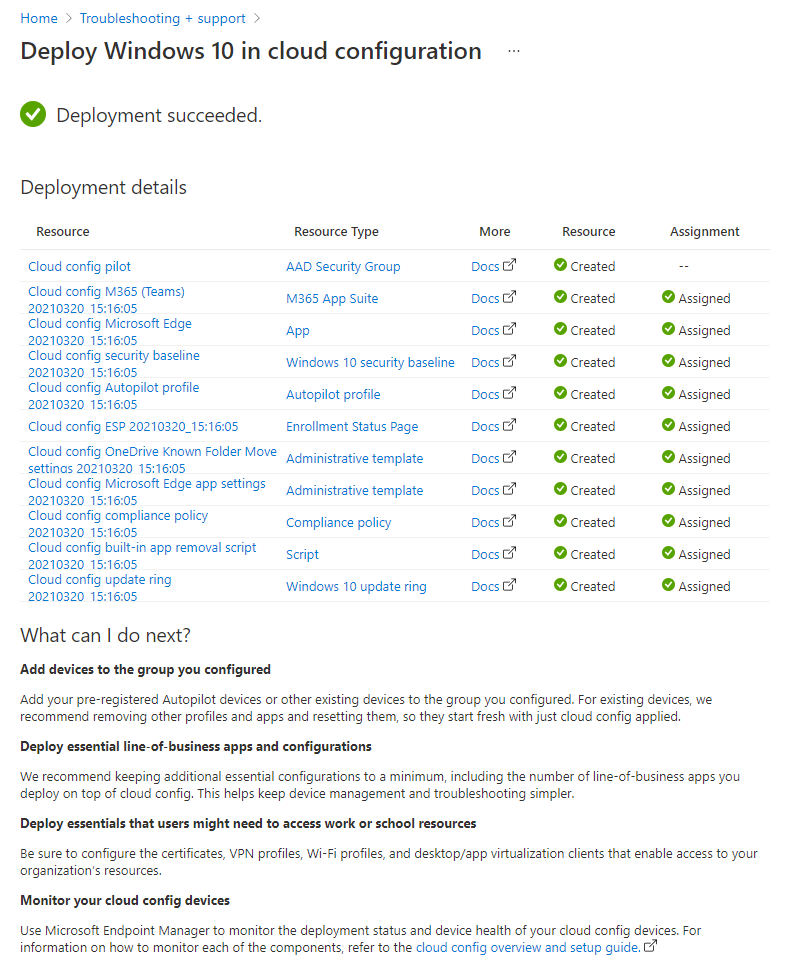 Home > Troubleshooting + support >
Deploy Windows 10 in cloud configuration ...
Deployment succeeded.
Deployment details
Resource Resource Type More Resource Assignment
Cloud config pilot AAD Security Group Docs Created --
Cloud config M365 (Teams)
20210320_15:16:05 M365 App Suite Docs Created Assigned
Cloud config Microsoft Edge
20210320_15:16:05 App Docs Created Assigned
Cloud config security baseline
20210320_15:16:05 Windows 10 security baseline Docs Created Assigned
Cloud config Autopilot profile
20210320_15:16:05 Autopilot profile Docs Created Assigned
Cloud config ESP 20210320_15:16:05 Enrollment Status Page Docs Created Assigned
Cloud config OneDrive Known Folder Move
settings 20210320_15:16:05 Administrative template Docs Created Assigned
Cloud config Microsoft Edge app settings
20210320_15:16:05 Administrative template Docs Created Assigned
Cloud config compliance policy
20210320_15:16:05 Compliance policy Docs Created Assigned
Cloud config built-in app removal script
20210320_15:16:05 Script Docs Created Assigned
Cloud config update ring
20210320_15:16:05 Windows 10 update ring Docs Created Assigned
What can I do next?
Add devices to the group you configured
Add your pre-registered Autopilot devices or other existing devices to the group you configured. For existing devices, we
recommend removing other profiles and apps and resetting them, so they start fresh with just cloud config applied.
Deploy essential line-of-business apps and configurations
We recommend keeping additional essential configurations to a minimum, including the number of line-of-business apps you
deploy on top of cloud config. This helps keep device management and troubleshooting simpler.
Deploy essentials that users might need to access work or school resources
Be sure to configure the certificates, VPN profiles, Wi-Fi profiles, and desktop/app virtualization clients that enable access to your
organization's resources.
Monitor your cloud config devices
Use Microsoft Endpoint Manager to monitor the deployment status and device health of your cloud config devices. For
information on how to monitor each of the components, refer to the cloud config overview and setup guide.